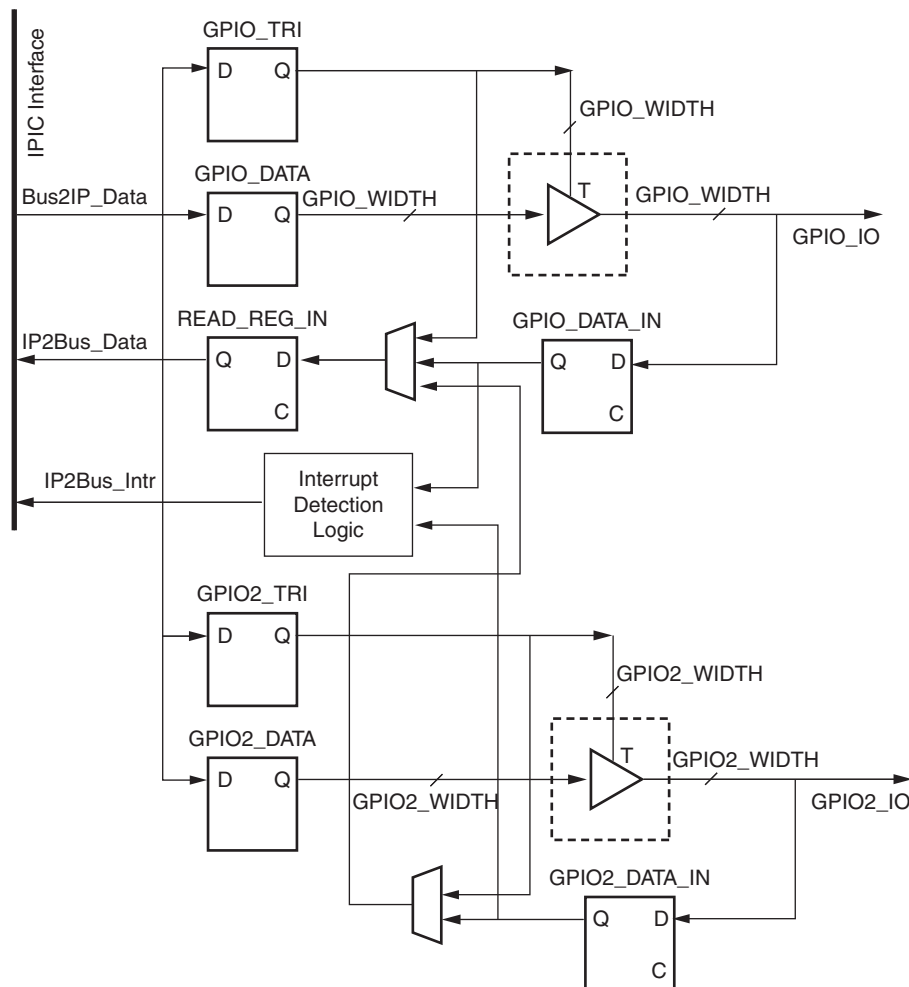 GPIO_TRI
D Q
IPIC Interface
GPIO_WIDTH
GPIO_DATA
Bus2IP_Data
D Q
GPIO_WIDTH
T
GPIO_WIDTH
GPIO_IO
READ_REG_IN
GPIO_DATA_IN
IP2Bus_Data
Q D
C
Q D
C
IP2Bus_Intr
Interrupt
Detection
Logic
GPIO2_TRI
D Q
GPIO2_WIDTH
GPIO2_DATA
D Q
GPIO2_WIDTH
T
GPIO2_WIDTH
GPIO2_IO
GPIO2_DATA_IN
Q D
C